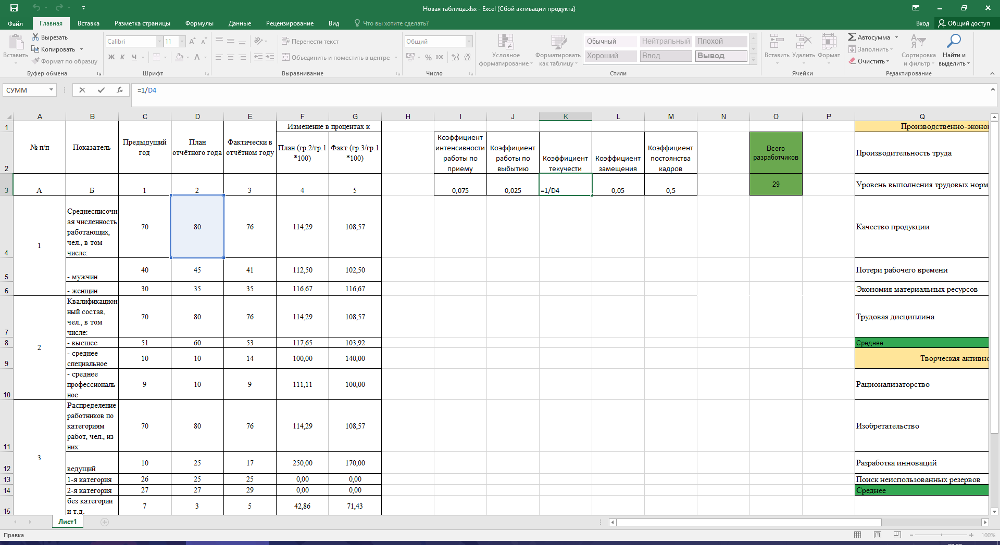 Новая таблица.xlsx - Excel (Сбой активации продукта)
Файл Главная Вставка Разметка страницы Формулы Данные Рецензирование Вид Что вы хотите сделать? Вход Общий доступ
Вставить
Вырезать
Копировать
Формат по образцу
Буфер обмена
Calibri 11
Ж К Ч
Шрифт
Перенести текст
Объединить и поместить в центре
Выравнивание
Общий
% 000
Число
Условное форматирование
Форматировать как таблицу
Обычный Нейтральный Плохой
Хороший Ввод Вывод
Стили
Вставить Удалить Формат
Ячейки
Автосумма
Заполнить
Очистить
Сортировка и фильтр
Найти и выделить
Редактирование
СУММ fx =1/D4
A B C D E F G H I J K L M N O P Q
1 Изменение в процентах к Производственно-эконо
2 № п/п Показатель Предыдущий год План отчётного года Фактически в отчётном году План (гр.2/гр.1 *100) Факт (гр.3/гр.1 *100) Коэффициент интенсивности работы по приему Коэффициент работы по выбытию Коэффициент текучести Коэффициент замещения Коэффициент постоянства кадров Всего разработчиков Производительность труда
3 А Б 1 2 3 4 5 0,075 0,025 =1/D4 0,05 0,5 29 Уровень выполнения трудовых норм
4 1 Среднесписочная численность работающих, чел., в том числе: 70 80 76 114,29 108,57 Качество продукции
5 - мужчин 40 45 41 112,50 102,50 Потери рабочего времени
6 - женщин 30 35 35 116,67 116,67 Экономия материальных ресурсов
7 2 Квалификационный состав, чел., в том числе: 70 80 76 114,29 108,57 Трудовая дисциплина
8 - высшее 51 60 53 117,65 103,92 Среднее
9 - среднее специальное 10 10 14 100,00 140,00 Творческая активно
10 - среднее профессиональное 9 10 9 111,11 100,00 Рационализаторство
11 3 Распределение работников по категориям работ, чел., из них: 70 80 76 114,29 108,57 Изобретательство
12 ведущий 10 25 17 250,00 170,00 Разработка инноваций
13 1-я категория 26 25 25 0,00 0,00 Поиск неиспользованных резервов
14 2-я категория 27 27 29 0,00 0,00 Среднее
15 без категории и т.д. 7 3 5 42,86 71,43
Лист1
Правка 100%